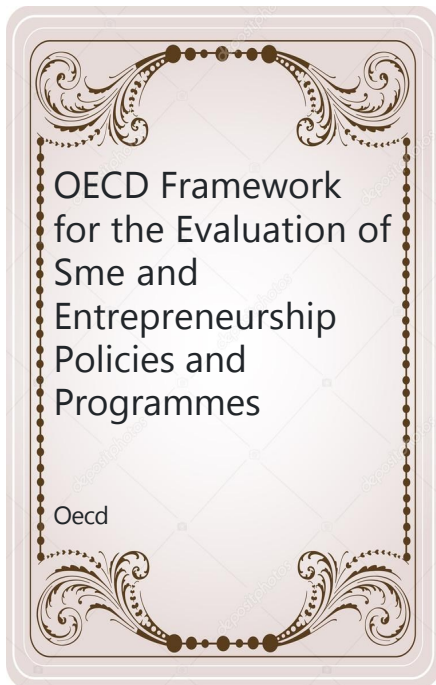 OECD Framework
for the Evaluation of
Sme and
Entrepreneurship
Policies and
Programmes
Oecd